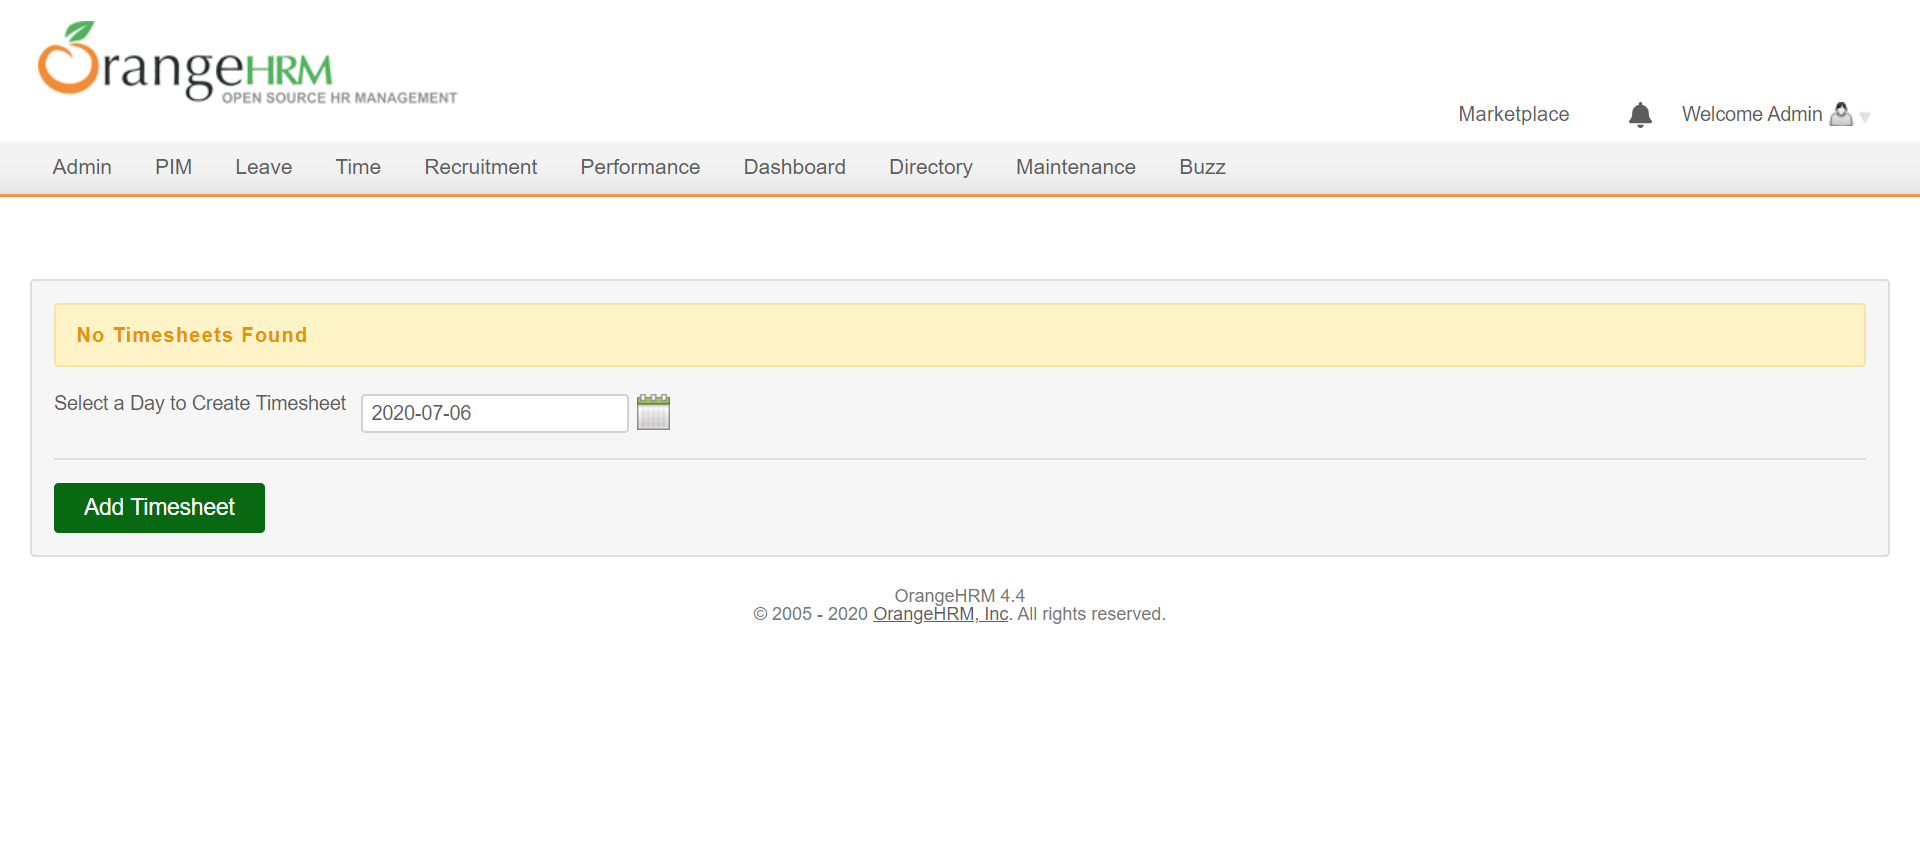 OrangeHRM
OPEN SOURCE HR MANAGEMENT
Marketplace Welcome Admin
Admin PIM Leave Time Recruitment Performance Dashboard Directory Maintenance Buzz
No Timesheets Found
Select a Day to Create Timesheet 2020-07-06
Add Timesheet
OrangeHRM 4.4
© 2005 - 2020 OrangeHRM, Inc. All rights reserved.